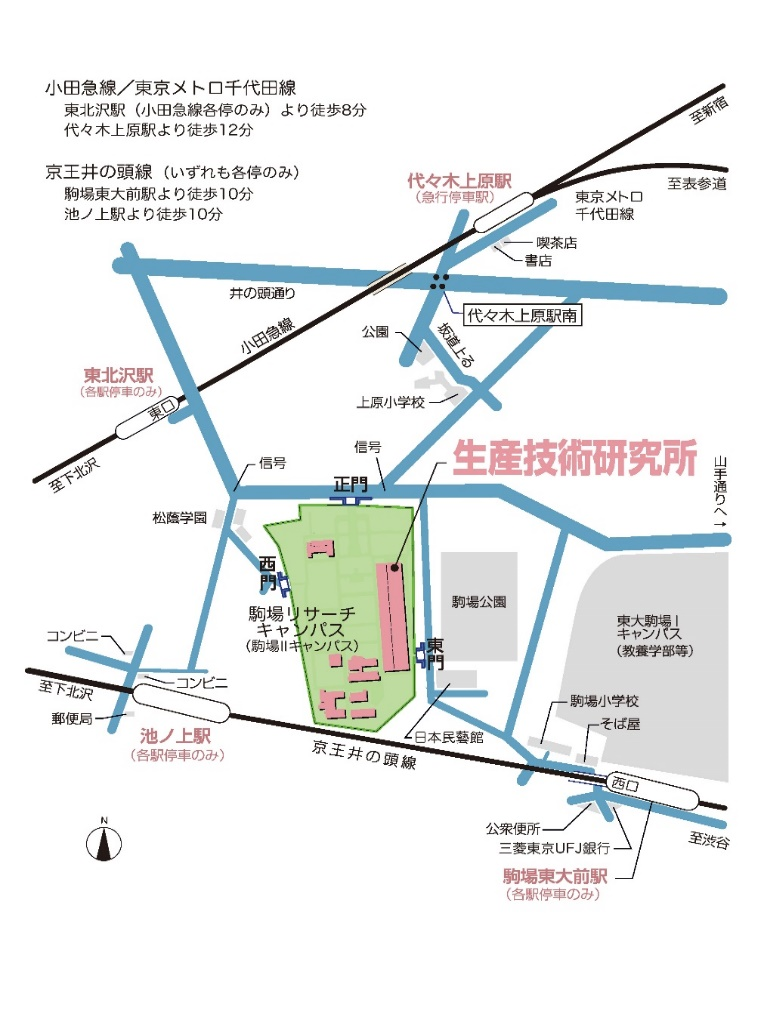 小田急線／東京メトロ千代田線
東北沢駅（小田急線各停のみ）より徒歩8分
代々木上原駅より徒歩12分
京王井の頭線（いずれも各停のみ）
駒場東大前駅より徒歩10分
池ノ上駅より徒歩10分
至新宿
代々木上原駅
（急行停車駅）
至表参道
東京メトロ
千代田線
喫茶店
書店
井の頭通り
代々木上原駅南
小田急線
公園
坂道上る
東北沢駅
（各駅停車のみ）
東口
上原小学校
至下北沢
信号
信号
生産技術研究所
山手通りへ→
正門
松蔭学園
西門
駒場リサーチ
キャンパス
（駒場IIキャンパス）
駒場公園
東大駒場I
キャンパス
（教養学部等）
東門
コンビニ
コンビニ
至下北沢
郵便局
池ノ上駅
（各駅停車のみ）
京王井の頭線
日本民藝館
駒場小学校
そば屋
西口
公衆便所
三菱東京UFJ銀行
至渋谷
駒場東大前駅
（各駅停車のみ）
N